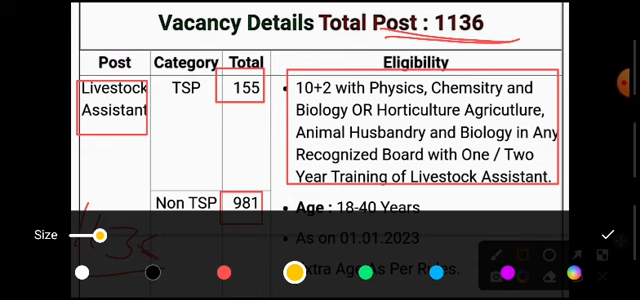 Vacancy Details Total Post : 1136
Post Category Total Eligibility
Livestock Assistant TSP 155
10+2 with Physics, Chemsitry and
Biology OR Horticulture Agricutlure,
Animal Husbandry and Biology in Any
Recognized Board with One / Two
Year Training of Livestock Assistant.
Non TSP 981
Age : 18-40 Years
As on 01.01.2023
Extra Age As Per Rules.
Size